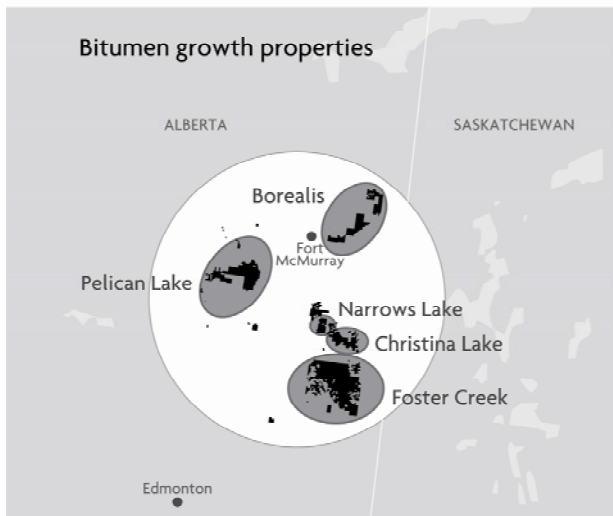 Bitumen growth properties
ALBERTA
SASKATCHEWAN
Borealis
Fort
McMurray
Pelican Lake
Narrows Lake
Christina Lake
Foster Creek
Edmonton